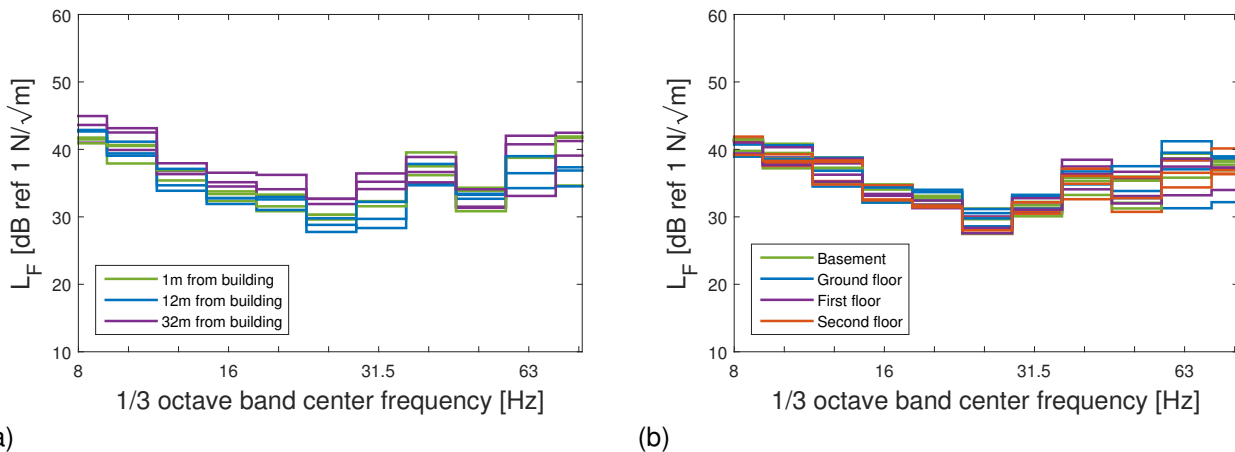 60
50
40
30
20
10
L_F [dB ref 1 N/√m]
1m from building
12m from building
32m from building
8 16 31.5 63
1/3 octave band center frequency [Hz]
a)
60
50
40
30
20
10
L_F [dB ref 1 N/√m]
Basement
Ground floor
First floor
Second floor
8 16 31.5 63
1/3 octave band center frequency [Hz]
(b)